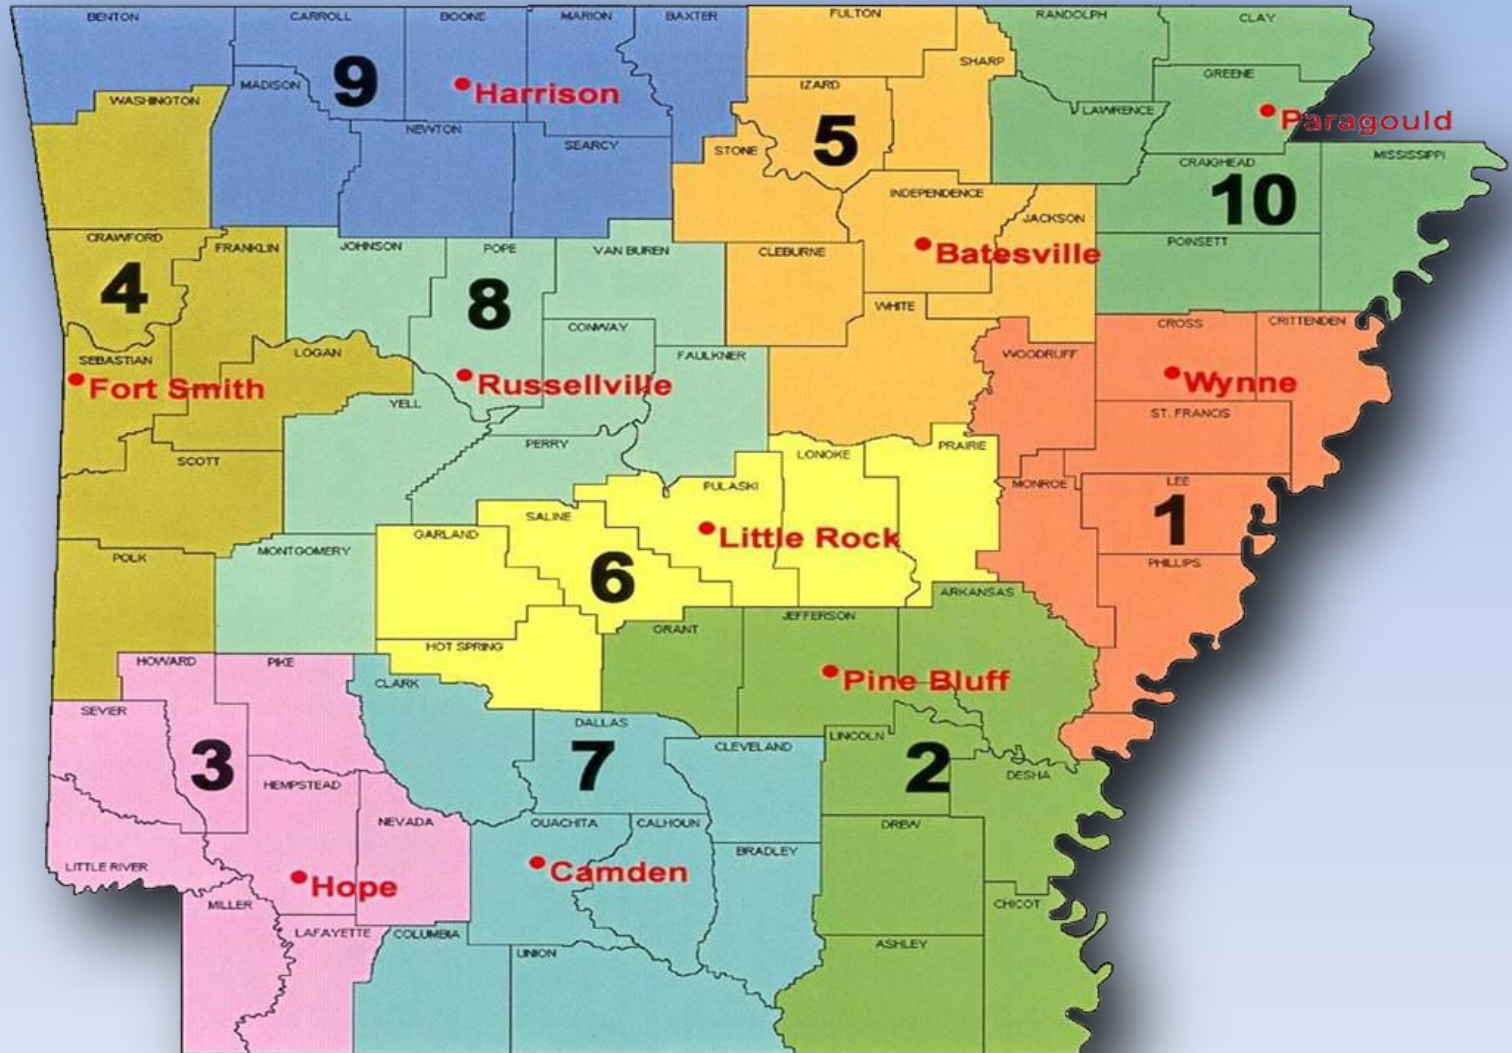 BENTON
CARROLL
BOONE
MARION
BAXTER
FULTON
RANDOLPH
CLAY
SHARP
GREENE
WASHINGTON
MADISON
9
Harrison
IZARD
LAWRENCE
Paragould
NEWTON
SEARCY
STONE
5
CRAIGHEAD
MISSISSIPPI
10
INDEPENDENCE
JACKSON
CRAWFORD
FRANKLIN
JOHNSON
POPE
VAN BUREN
CLEBURNE
Batesville
POINSETT
4
8
WHITE
CONWAY
CROSS
CRITTENDEN
SEBASTIAN
LOGAN
FAULKNER
WOODRUFF
Fort Smith
Russellville
Wynne
YELL
ST. FRANCIS
PERRY
LONOKE
PRAIRIE
SCOTT
PULASKI
MONROE
LEE
1
SALINE
GARLAND
Little Rock
POLK
MONTGOMERY
6
PHILLIPS
ARKANSAS
GRANT
JEFFERSON
HOT SPRING
HOWARD
PIKE
CLARK
Pine Bluff
SEVIER
DALLAS
LINCOLN
3
7
CLEVELAND
2
DESHA
HEMPSTEAD
NEVADA
OUACHITA
CALHOUN
DREW
BRADLEY
LITTLE RIVER
Hope
Camden
MILLER
CHICOT
LAFAYETTE
COLUMBIA
UNION
ASHLEY